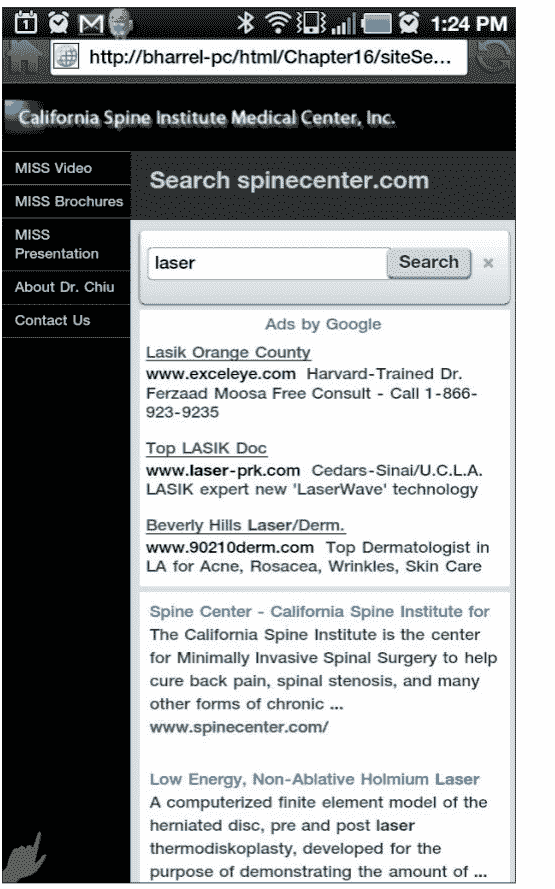 1:24 PM
http://bharrel-pc/html/Chapter16/siteSe...
California Spine Institute Medical Center, Inc.
MISS Video
MISS Brochures
MISS
Presentation
About Dr. Chiu
Contact Us
Search spinecenter.com
laser Search ×
Ads by Google
Lasik Orange County
www.exceleye.com Harvard-Trained Dr.
Ferzaad Moosa Free Consult - Call 1-866-
923-9235
Top LASIK Doc
www.laser-prk.com Cedars-Sinai/U.C.L.A.
LASIK expert new 'LaserWave' technology
Beverly Hills Laser/Derm.
www.90210derm.com Top Dermatologist in
LA for Acne, Rosacea, Wrinkles, Skin Care
Spine Center - California Spine Institute for
The California Spine Institute is the center
for Minimally Invasive Spinal Surgery to help
cure back pain, spinal stenosis, and many
other forms of chronic ...
www.spinecenter.com/
Low Energy, Non-Ablative Holmium Laser
A computerized finite element model of the
herniated disc, pre and post laser
thermodiskoplasty, developed for the
purpose of demonstrating the amount of ...